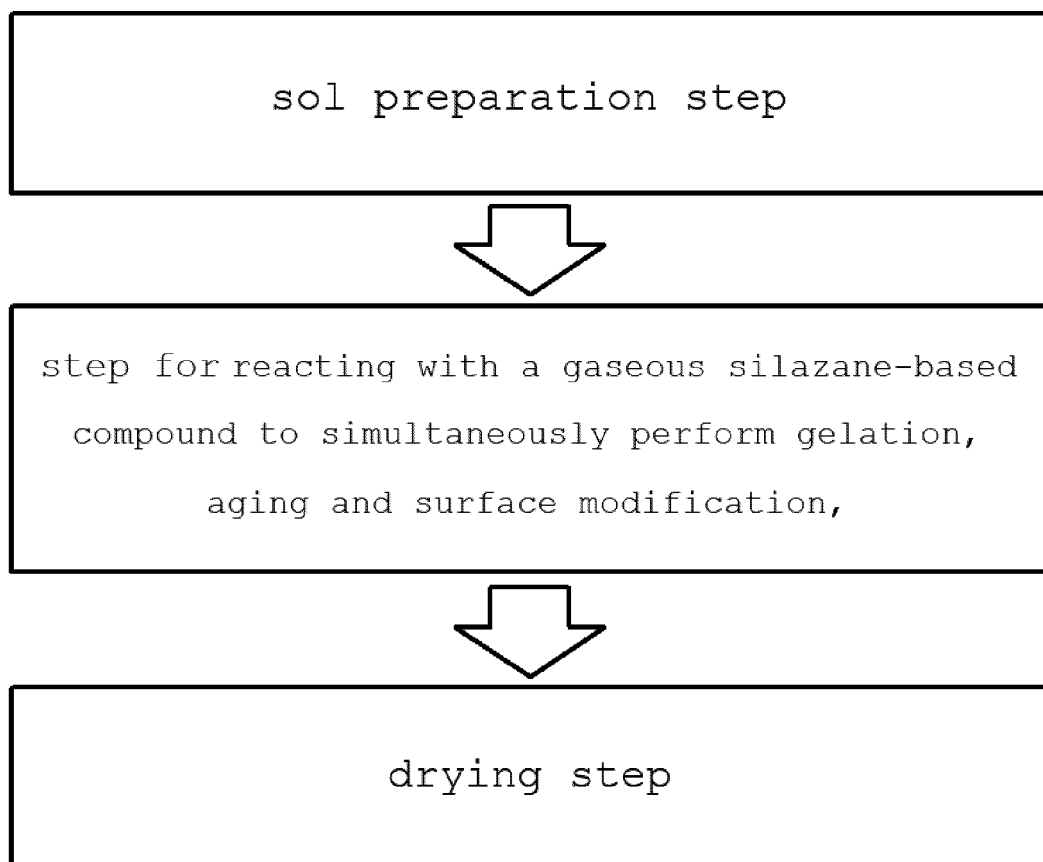 sol preparation step
step for reacting with a gaseous silazane-based
compound to simultaneously perform gelation,
aging and surface modification,
drying step